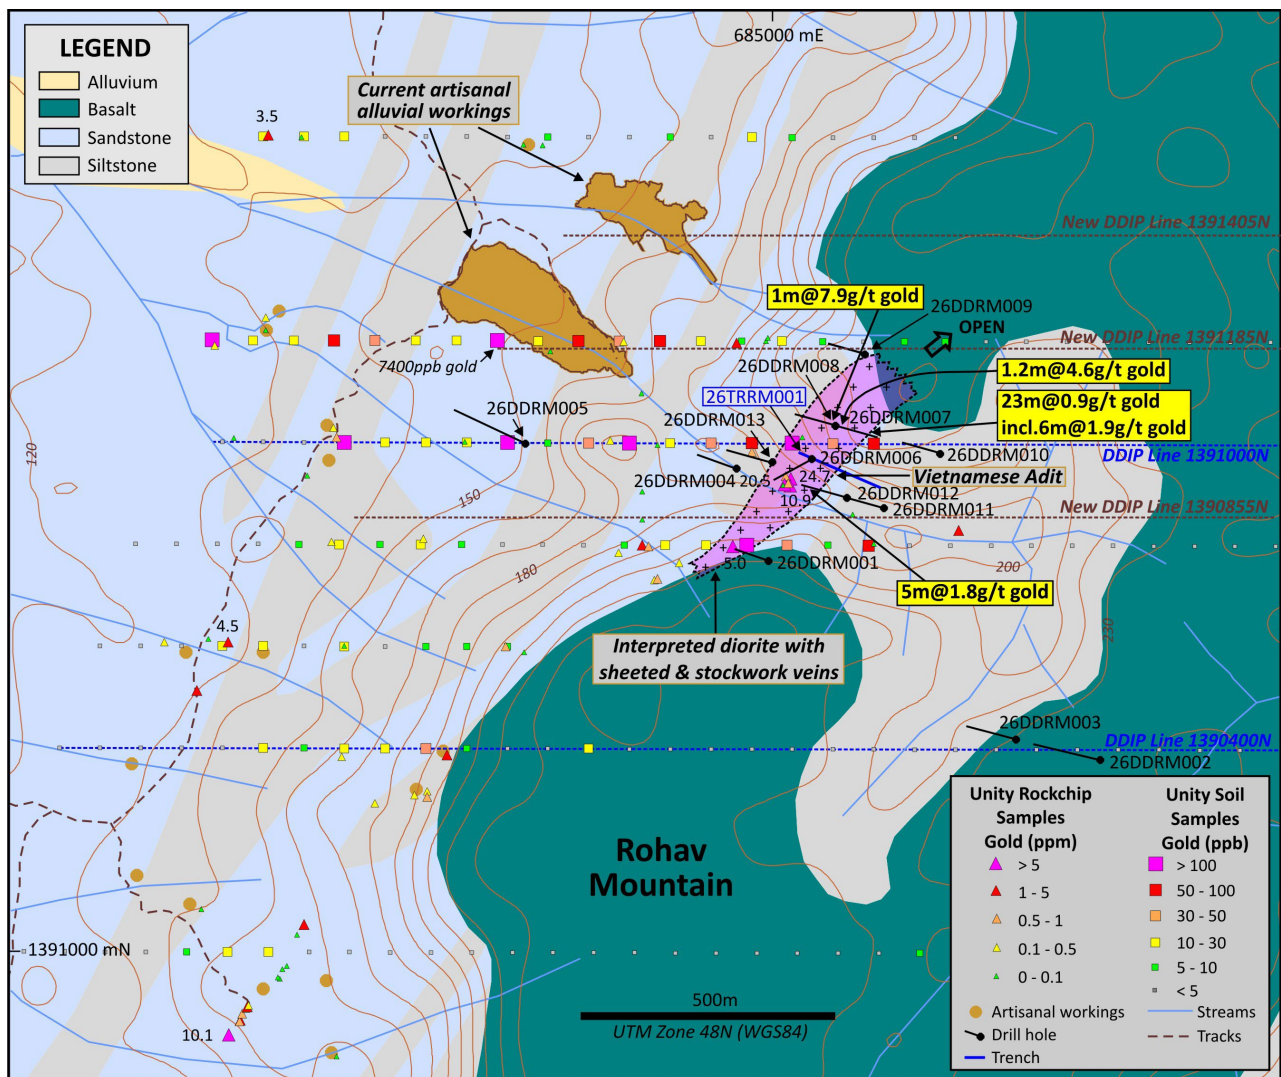 685000 mE
LEGEND
Alluvium
Basalt
Sandstone
Siltstone
Current artisanal
alluvial workings
3.5
New DDIP Line 1391405N
1m@7.9g/t gold
26DDRM009
OPEN
New DDIP Line 1391185N
7400ppb gold
26DDRM008
1.2m@4.6g/t gold
26TRRM001
23m@0.9g/t gold
incl.6m@1.9g/t gold
26DDRM005
26DDRM013
26DDRM007
120
26DDRM006
26DDRM010
DDIP Line 1391000N
26DDRM004
20.5
24
Vietnamese Adit
150
10.9
26DDRM012
26DDRM011
New DDIP Line 1390855N
180
5.0
26DDRM001
200
5m@1.8g/t gold
4.5
230
Interpreted diorite with
sheeted & stockwork veins
26DDRM003
DDIP Line 1390400N
26DDRM002
Rohav
Mountain
1391000 mN
10.1
500m
UTM Zone 48N (WGS84)
Unity Rockchip
Samples
Gold (ppm)
> 5
1 - 5
0.5 - 1
0.1 - 0.5
0 - 0.1
Unity Soil
Samples
Gold (ppb)
> 100
50 - 100
30 - 50
10 - 30
5 - 10
< 5
Artisanal workings
Drill hole
Trench
Streams
Tracks